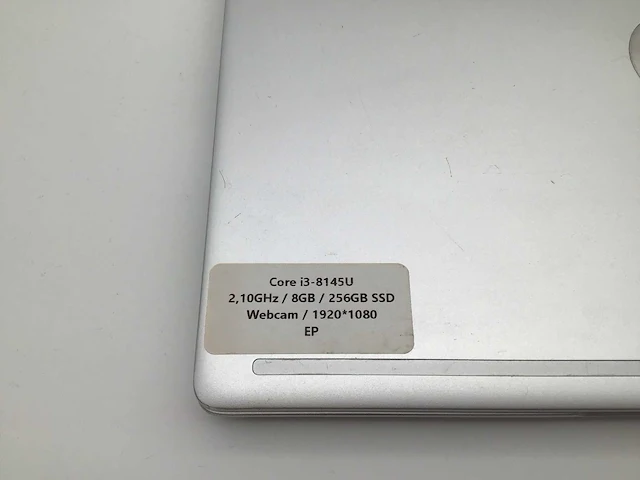 Core i3-8145U
2,10GHz / 8GB / 256GB SSD
Webcam / 1920*1080
EP